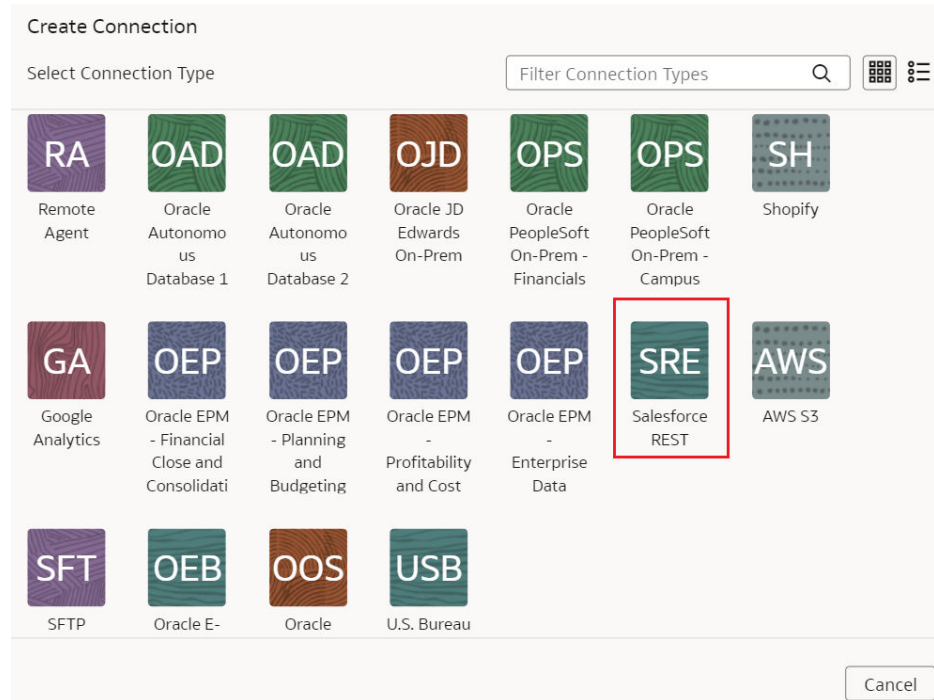 Create Connection
Select Connection Type
Filter Connection Types
RA
OAD
OAD
OJD
OPS
OPS
SH
Remote
Agent
Oracle
Autonomo
us
Database 1
Oracle
Autonomo
us
Database 2
Oracle JD
Edwards
On-Prem
Oracle
PeopleSoft
On-Prem -
Financials
Oracle
PeopleSoft
On-Prem -
Campus
Shopify
GA
OEP
OEP
OEP
OEP
SRE
AWS
Google
Analytics
Oracle EPM
- Financial
Close and
Consolidati
Oracle EPM
- Planning
and
Budgeting
Oracle EPM
-
Profitability
and Cost
Oracle EPM
-
Enterprise
Data
Salesforce
REST
AWS S3
SFT
OEB
OOS
USB
SFTP
Oracle E-
Oracle
U.S. Bureau
Cancel